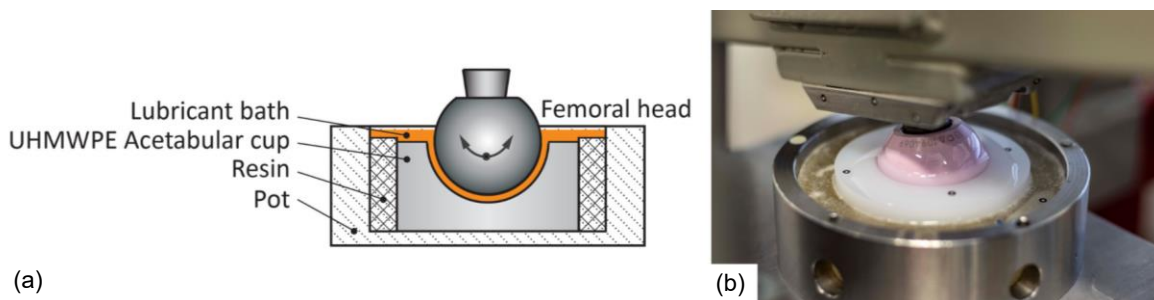 Lubricant bath
UHMWPE Acetabular cup
Resin
Pot
Femoral head
(a)
(b)